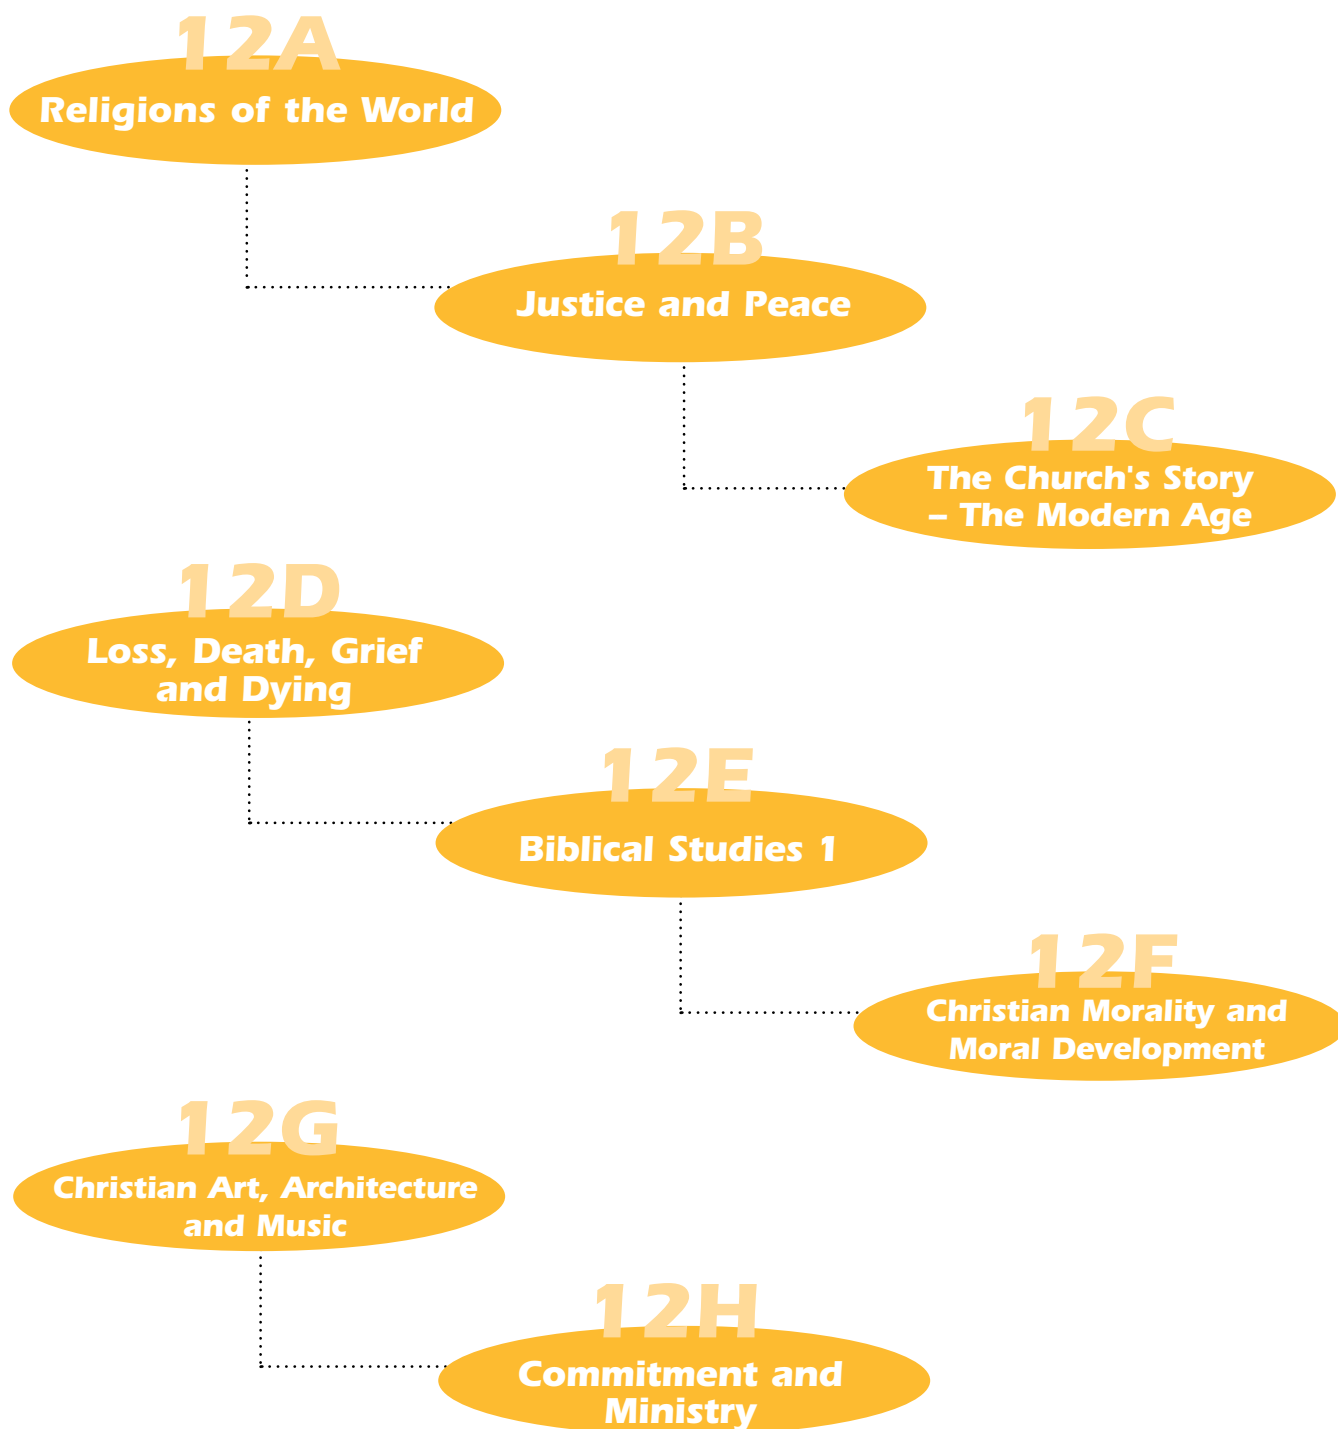 12A
Religions of the World
12B
Justice and Peace
12C
The Church's Story
– The Modern Age
12D
Loss, Death, Grief
and Dying
12E
Biblical Studies 1
12F
Christian Morality and
Moral Development
12G
Christian Art, Architecture
and Music
12H
Commitment and
Ministry